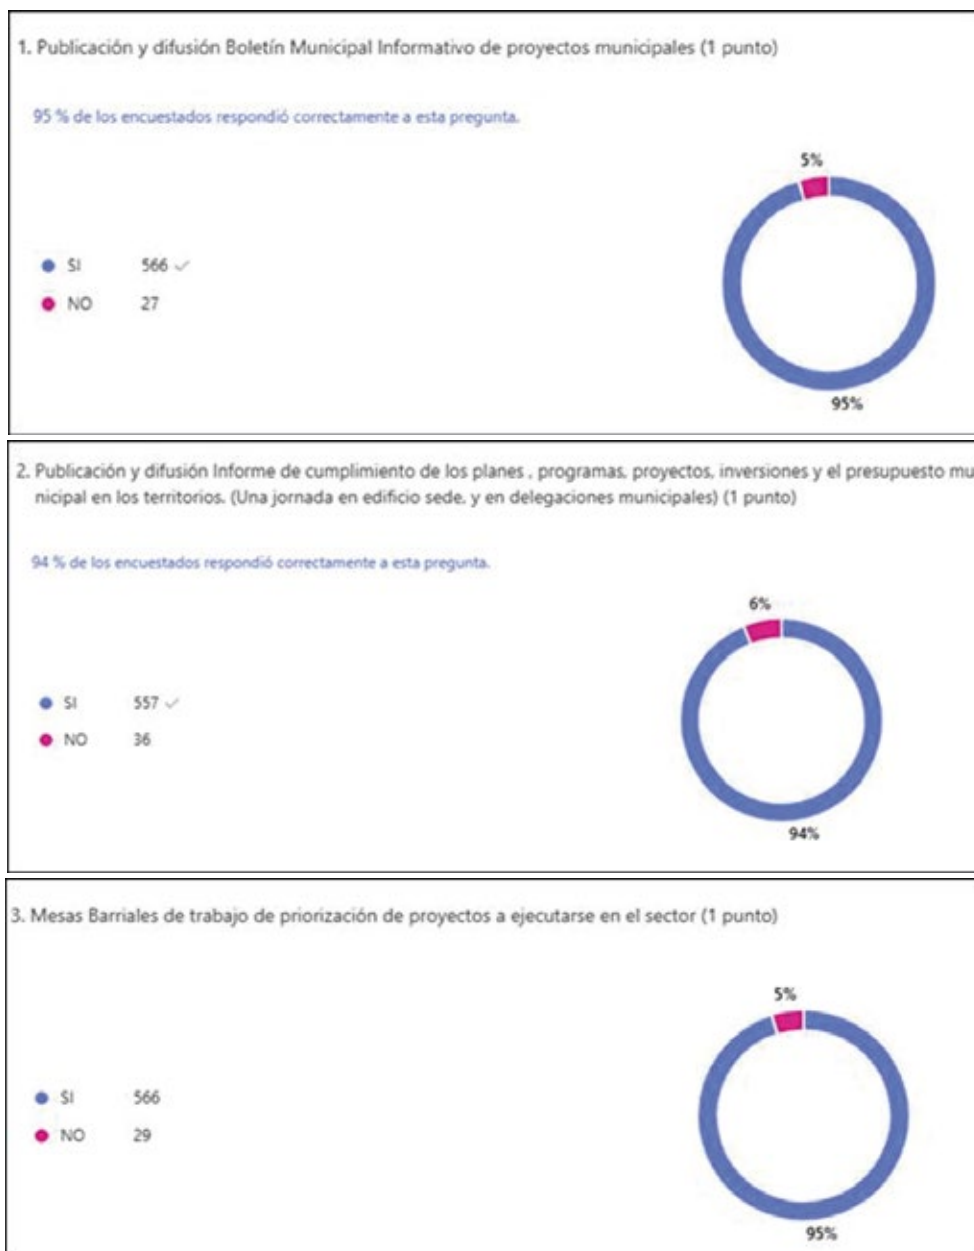 1. Publicación y difusión Boletín Municipal Informativo de proyectos municipales (1 punto)
95 % de los encuestados respondió correctamente a esta pregunta.
5%
SI 566
NO 27
95%
2. Publicación y difusión Informe de cumplimiento de los planes , programas, proyectos, inversiones y el presupuesto mu
nicipal en los territorios. (Una jornada en edificio sede, y en delegaciones municipales) (1 punto)
94 % de los encuestados respondió correctamente a esta pregunta.
6%
SI 557
NO 36
94%
3. Mesas Barriales de trabajo de priorización de proyectos a ejecutarse en el sector (1 punto)
5%
SI 566
NO 29
95%